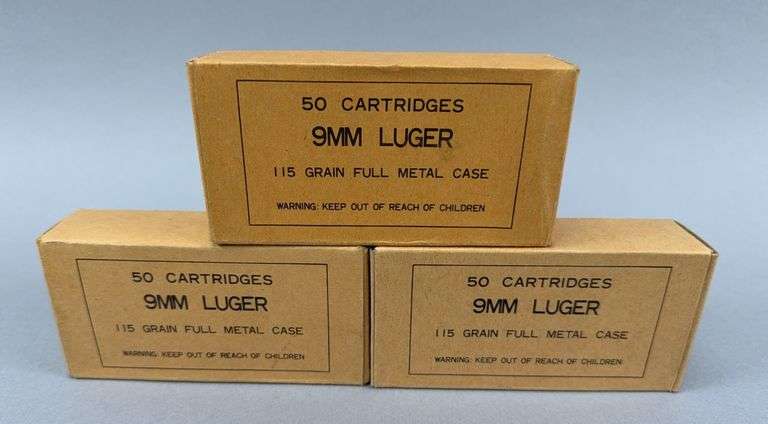 50 CARTRIDGES
9MM LUGER
115 GRAIN FULL METAL CASE
WARNING: KEEP OUT OF REACH OF CHILDREN
50 CARTRIDGES
9MM LUGER
115 GRAIN FULL METAL CASE
WARNING: KEEP OUT OF REACH OF CHILDREN
50 CARTRIDGES
9MM LUGER
115 GRAIN FULL METAL CASE
WARNING: KEEP OUT OF REACH OF CHILDREN